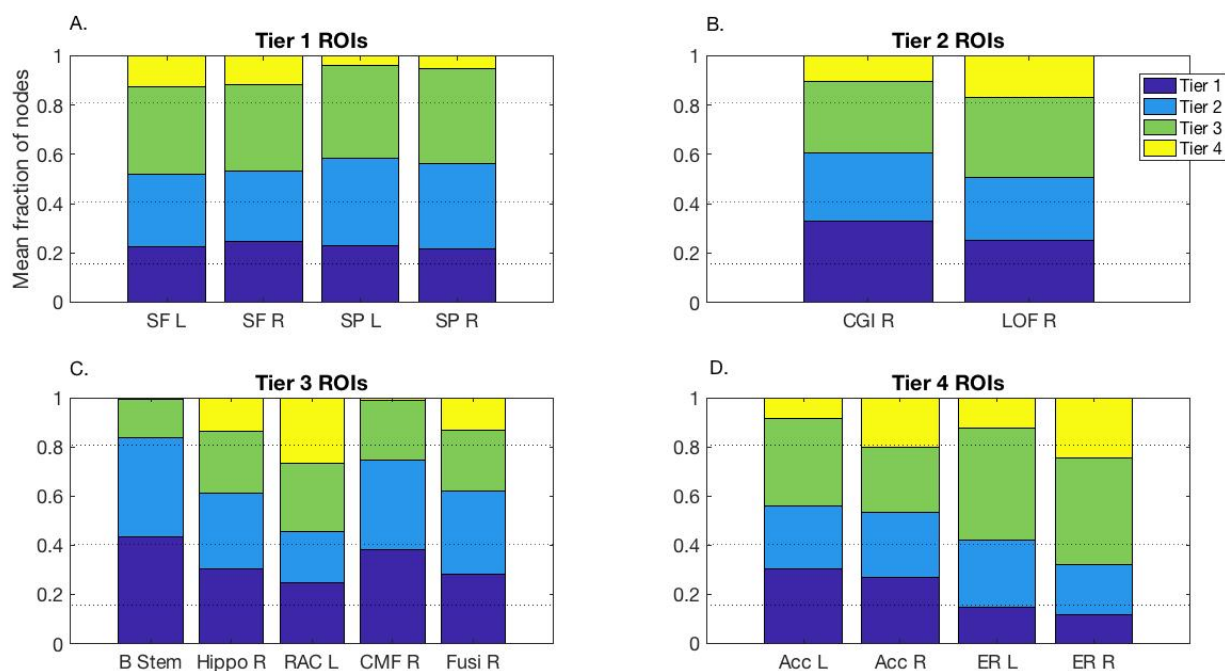 A.
Tier 1 ROIs
Mean fraction of nodes
1
0.8
0.6
0.4
0.2
0
SF L SF R SP L SP R
B.
Tier 2 ROIs
1
0.8
0.6
0.4
0.2
0
CGI R LOF R
Tier 1
Tier 2
Tier 3
Tier 4
C.
Tier 3 ROIs
1
0.8
0.6
0.4
0.2
0
B Stem Hippo R RAC L CMF R Fusi R
D.
Tier 4 ROIs
1
0.8
0.6
0.4
0.2
0
Acc L Acc R ER L ER R